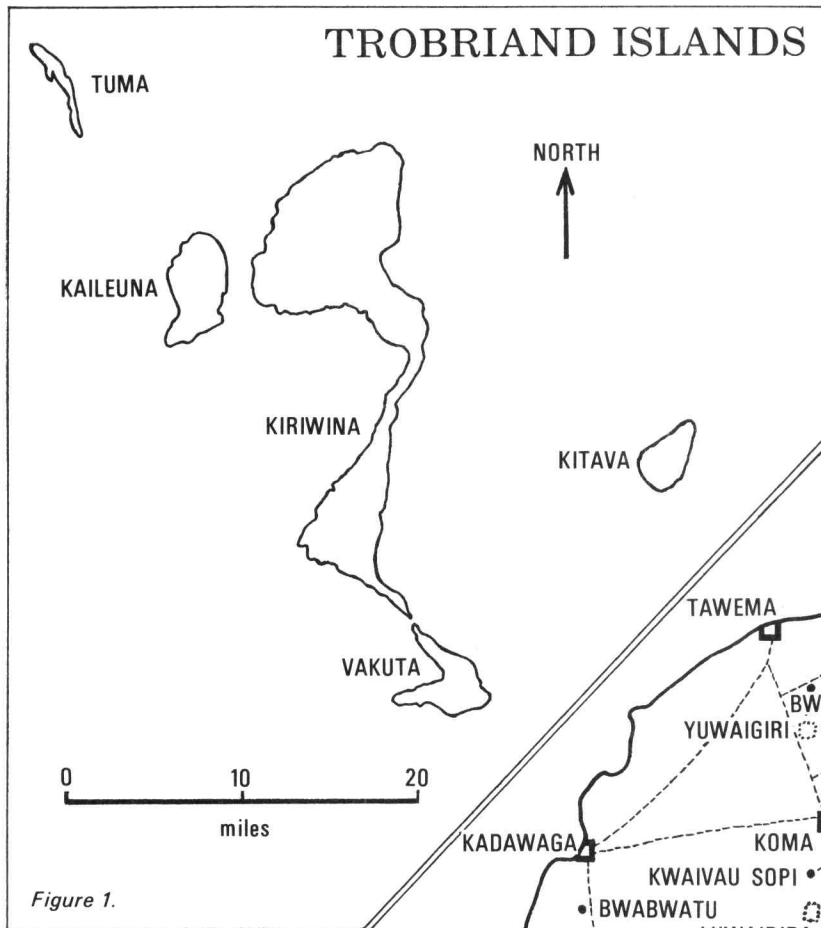 TROBRIAND ISLANDS
TUMA
NORTH
KAILEUNA
KIRIWINA
KITAVA
TAWEMA
VAKUTA
BW
YUWAIGIRI
0 10 20
miles
KADAWAGA
KOMA
KWAIVAU SOPI
Figure 1.
BWABWATU